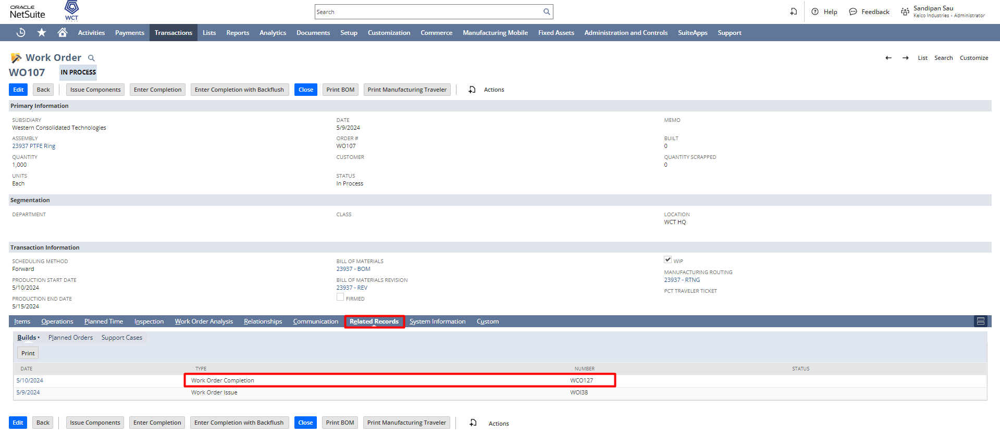 ORACLE
NetSuite
WCT
Search
Help
Feedback
Sandipan Sau
Kelco Industries - Administrator
Activities Payments Transactions Lists Reports Analytics Documents Setup Customization Commerce Manufacturing Mobile Fixed Assets Administration and Controls SuiteApps Support
Work Order
List Search Customize
WO107 IN PROCESS
Edit Back Issue Components Enter Completion Enter Completion with Backflush Close Print BOM Print Manufacturing Traveler Actions
Primary Information
SUBSIDIARY DATE MEMO
Western Consolidated Technologies 5/9/2024
ASSEMBLY ORDER # BUILT
23937 PTFE Ring WO107 0
QUANTITY CUSTOMER QUANTITY SCRAPPED
1,000 0
UNITS STATUS
Each In Process
Segmentation
DEPARTMENT CLASS LOCATION
WCT HQ
Transaction Information
SCHEDULING METHOD BILL OF MATERIALS WIP
Forward 23937 - BOM
MANUFACTURING ROUTING
PRODUCTION START DATE BILL OF MATERIALS REVISION 23937 - RTNG
5/10/2024 23937 - REV
PCT TRAVELER TICKET
PRODUCTION END DATE FIRMED
5/15/2024
Items Operations Planned Time Inspection Work Order Analysis Relationships Communication Related Records System Information Custom
Builds • Planned Orders Support Cases
Print
DATE TYPE NUMBER STATUS
5/10/2024 Work Order Completion WCO127
5/9/2024 Work Order Issue WOI38
Edit Back Issue Components Enter Completion Enter Completion with Backflush Close Print BOM Print Manufacturing Traveler Actions